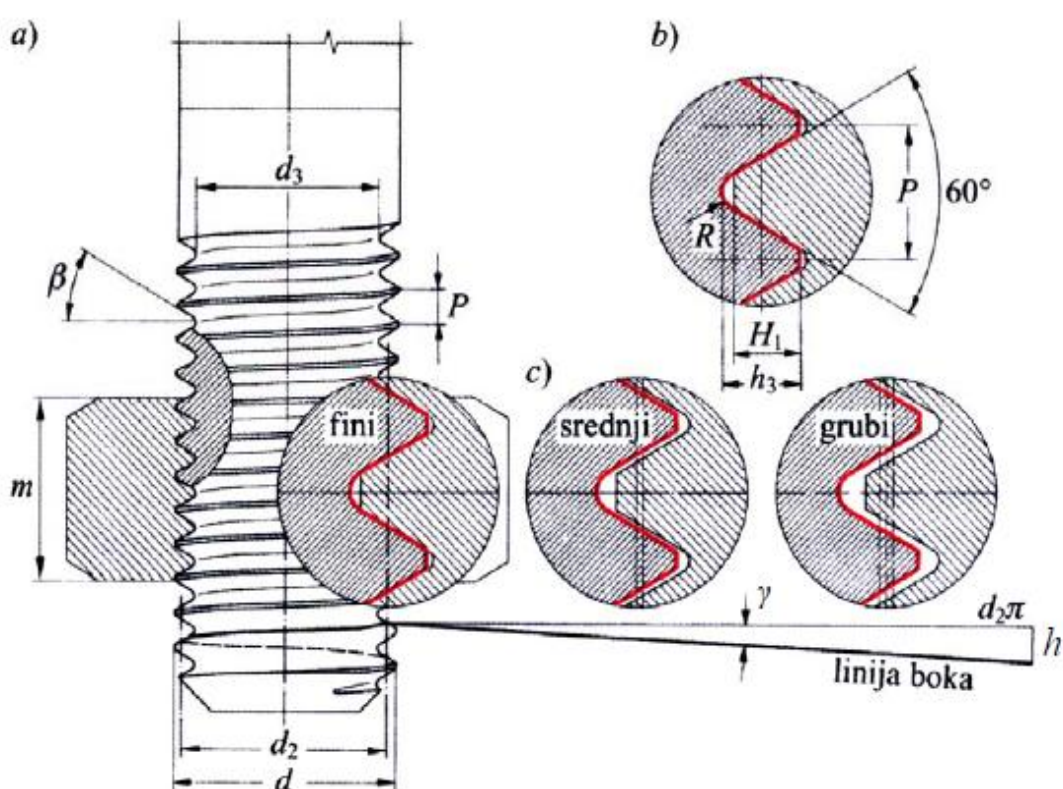 a)
b)
d₃
β
P
R
P
60°
H₁
h₃
c)
fini
srednji
grubi
m
γ
d₂π
h
linija boka
d₂
d